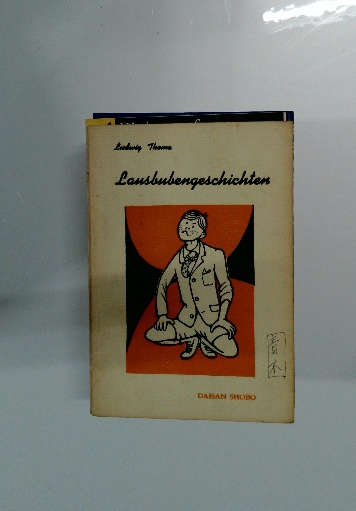 Ludwig Thoma
Lausbubengeschichten
DAISAN SHOBO